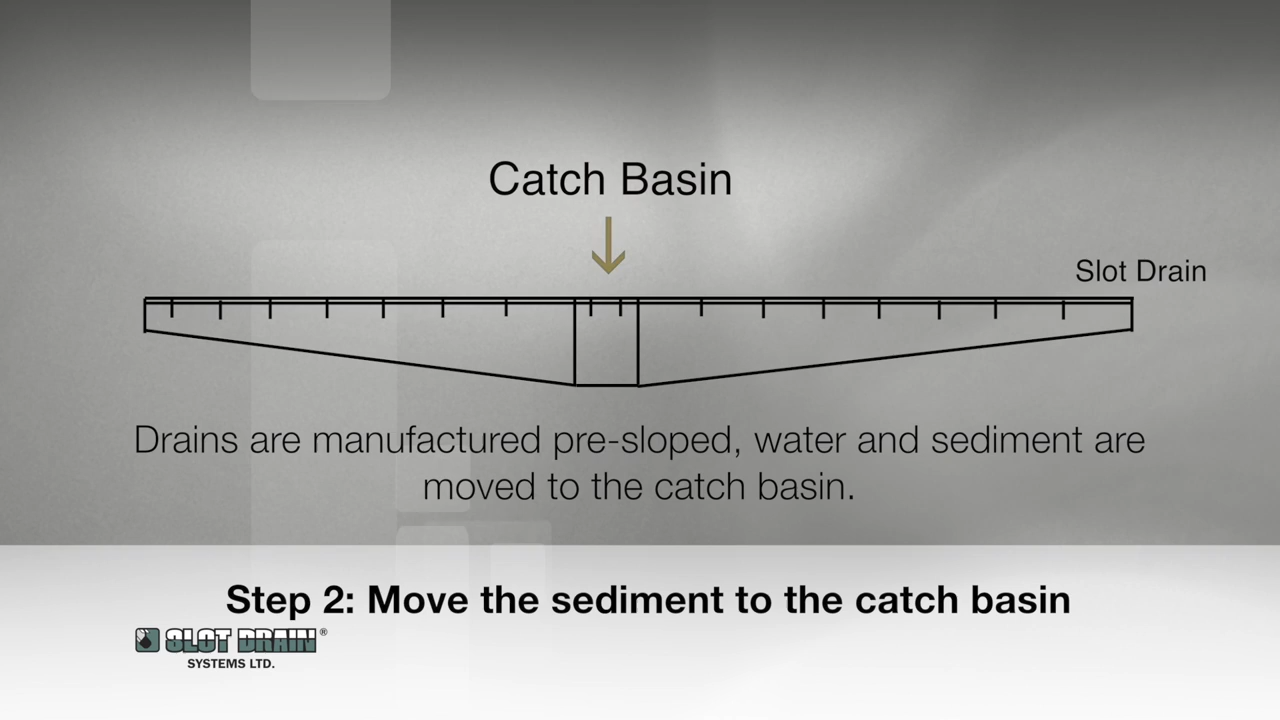 Catch Basin
Slot Drain
Drains are manufactured pre-sloped, water and sediment are
moved to the catch basin.
Step 2: Move the sediment to the catch basin
SLOT DRAIN®
SYSTEMS LTD.